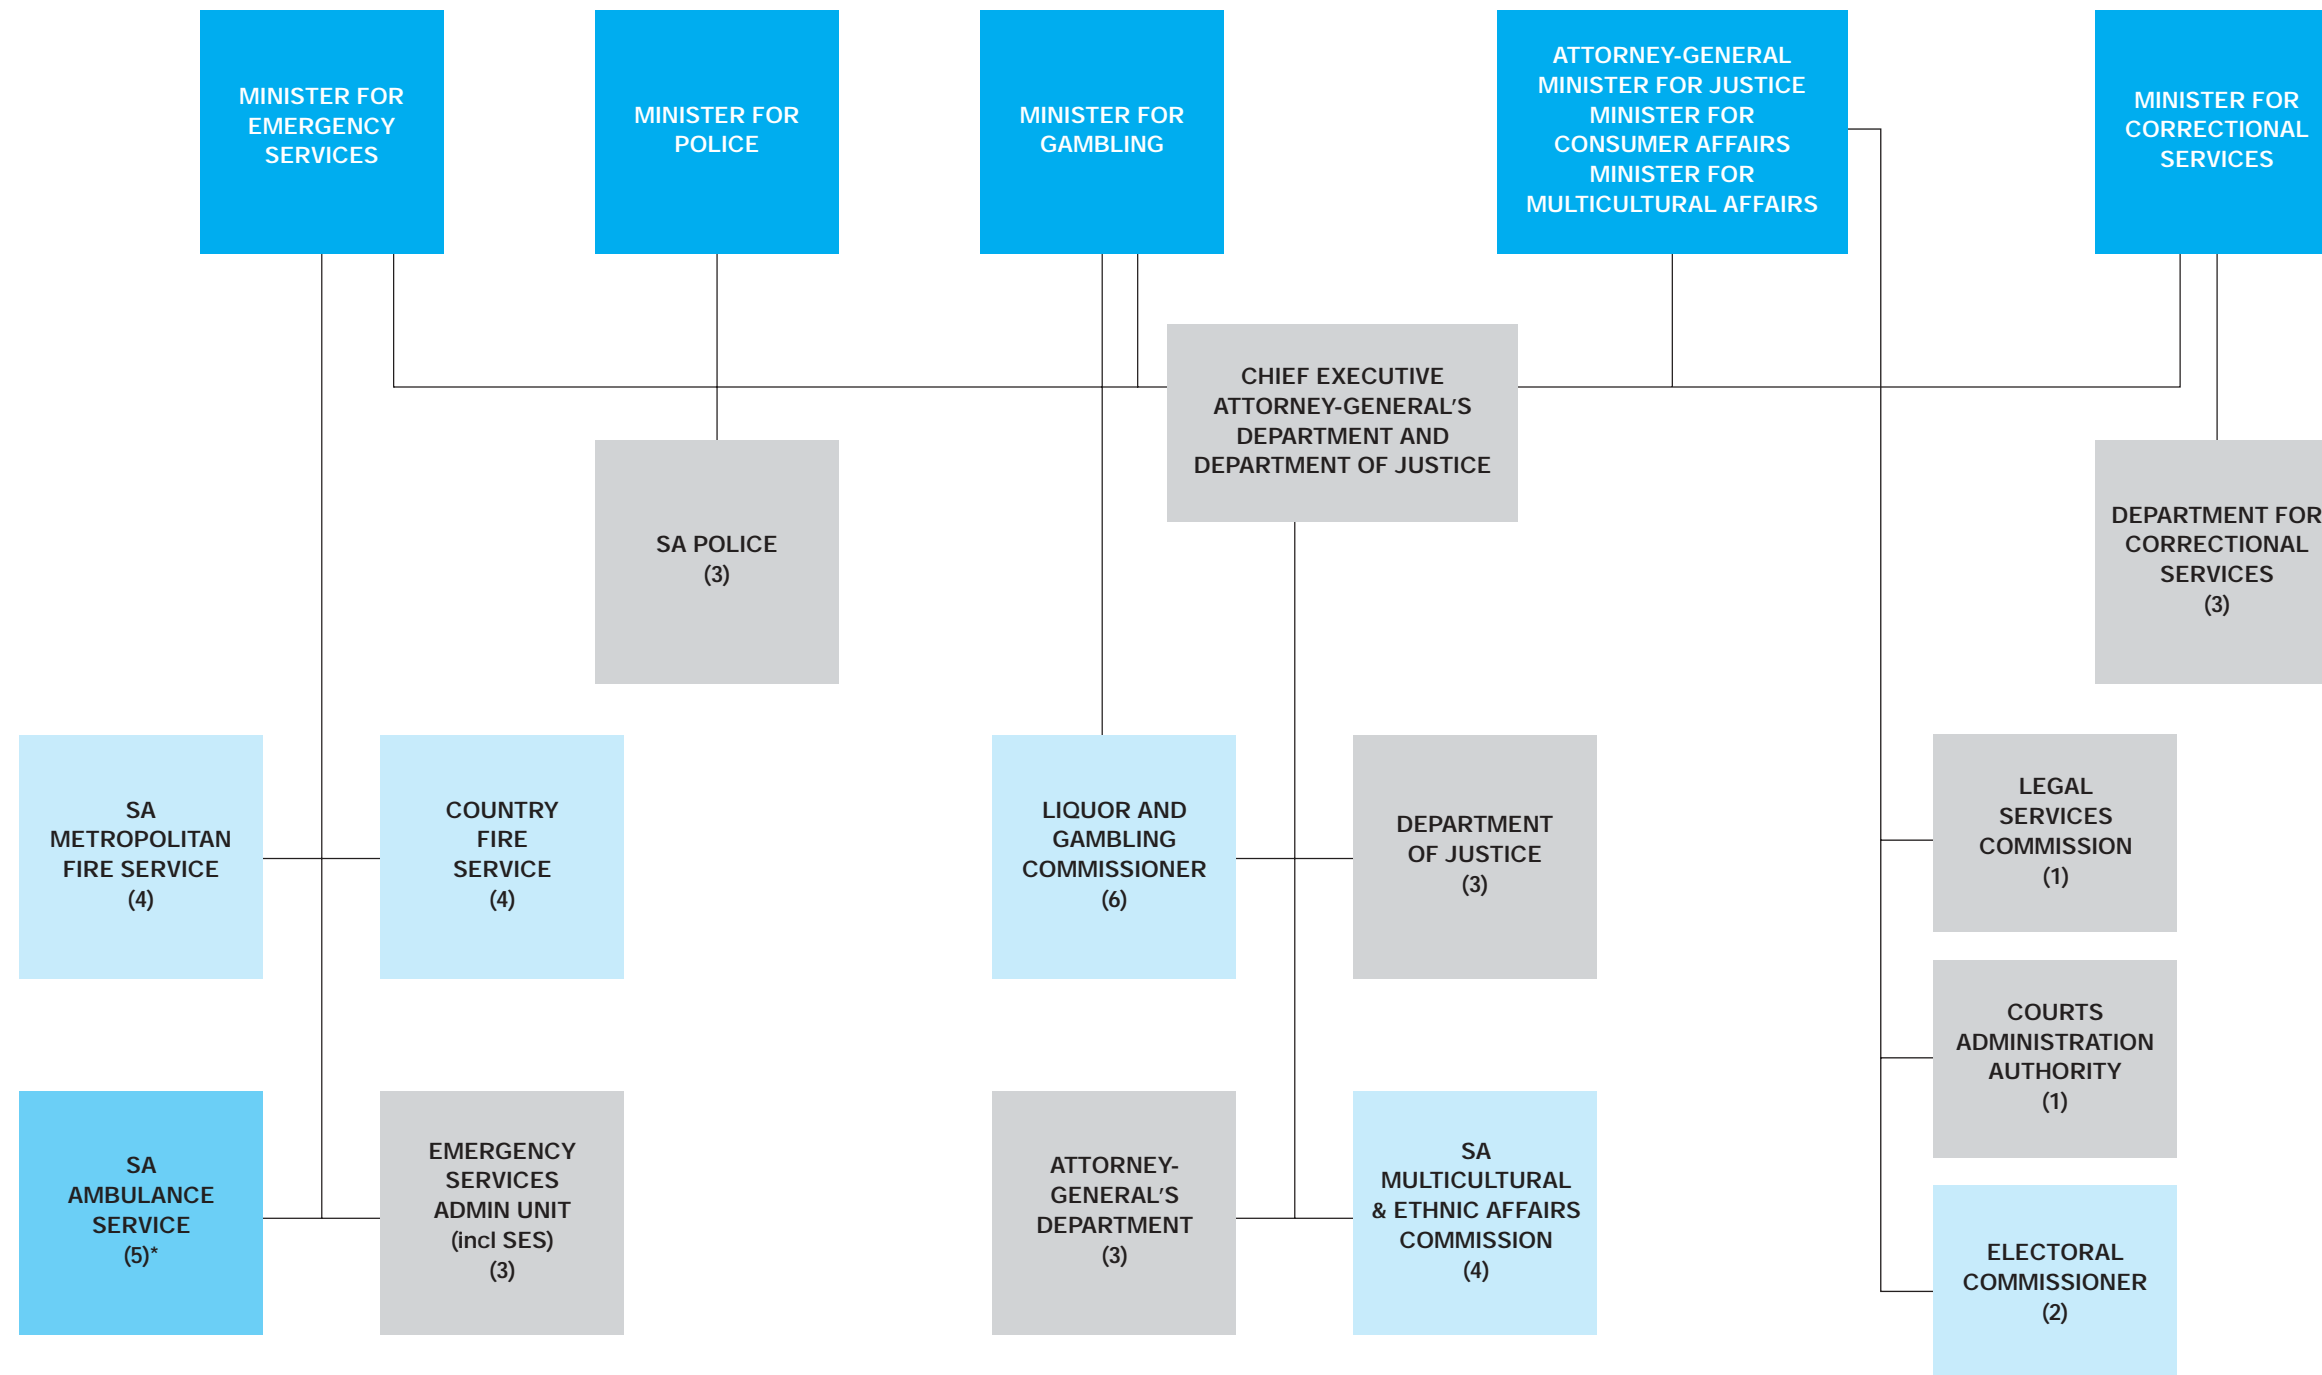 MINISTER FOR
EMERGENCY
SERVICES
MINISTER FOR
POLICE
MINISTER FOR
GAMBLING
ATTORNEY-GENERAL
MINISTER FOR JUSTICE
MINISTER FOR
CONSUMER AFFAIRS
MINISTER FOR
MULTICULTURAL AFFAIRS
MINISTER FOR
CORRECTIONAL
SERVICES
CHIEF EXECUTIVE
ATTORNEY-GENERAL’S
DEPARTMENT AND
DEPARTMENT OF JUSTICE
SA POLICE
(3)
DEPARTMENT FOR
CORRECTIONAL
SERVICES
(3)
SA
METROPOLITAN
FIRE SERVICE
(4)
COUNTRY
FIRE
SERVICE
(4)
LIQUOR AND
GAMBLING
COMMISSIONER
(6)
DEPARTMENT
OF JUSTICE
(3)
LEGAL
SERVICES
COMMISSION
(1)
COURTS
ADMINISTRATION
AUTHORITY
(1)
SA
AMBULANCE
SERVICE
(5)*
EMERGENCY
SERVICES
ADMIN UNIT
(incl SES)
(3)
ATTORNEY-
GENERAL’S
DEPARTMENT
(3)
SA
MULTICULTURAL
& ETHNIC AFFAIRS
COMMISSION
(4)
ELECTORAL
COMMISSIONER
(2)